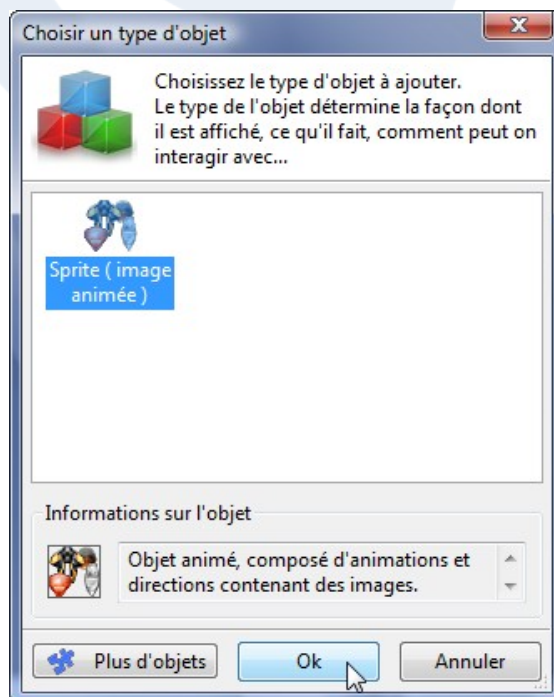 Choisir un type d'objet
Choisissez le type d'objet à ajouter.
Le type de l'objet détermine la façon dont
il est affiché, ce qu'il fait, comment peut on
interagir avec...
Sprite ( image
animée )
Informations sur l'objet
Objet animé, composé d'animations et
directions contenant des images.
Plus d'objets
Ok
Annuler